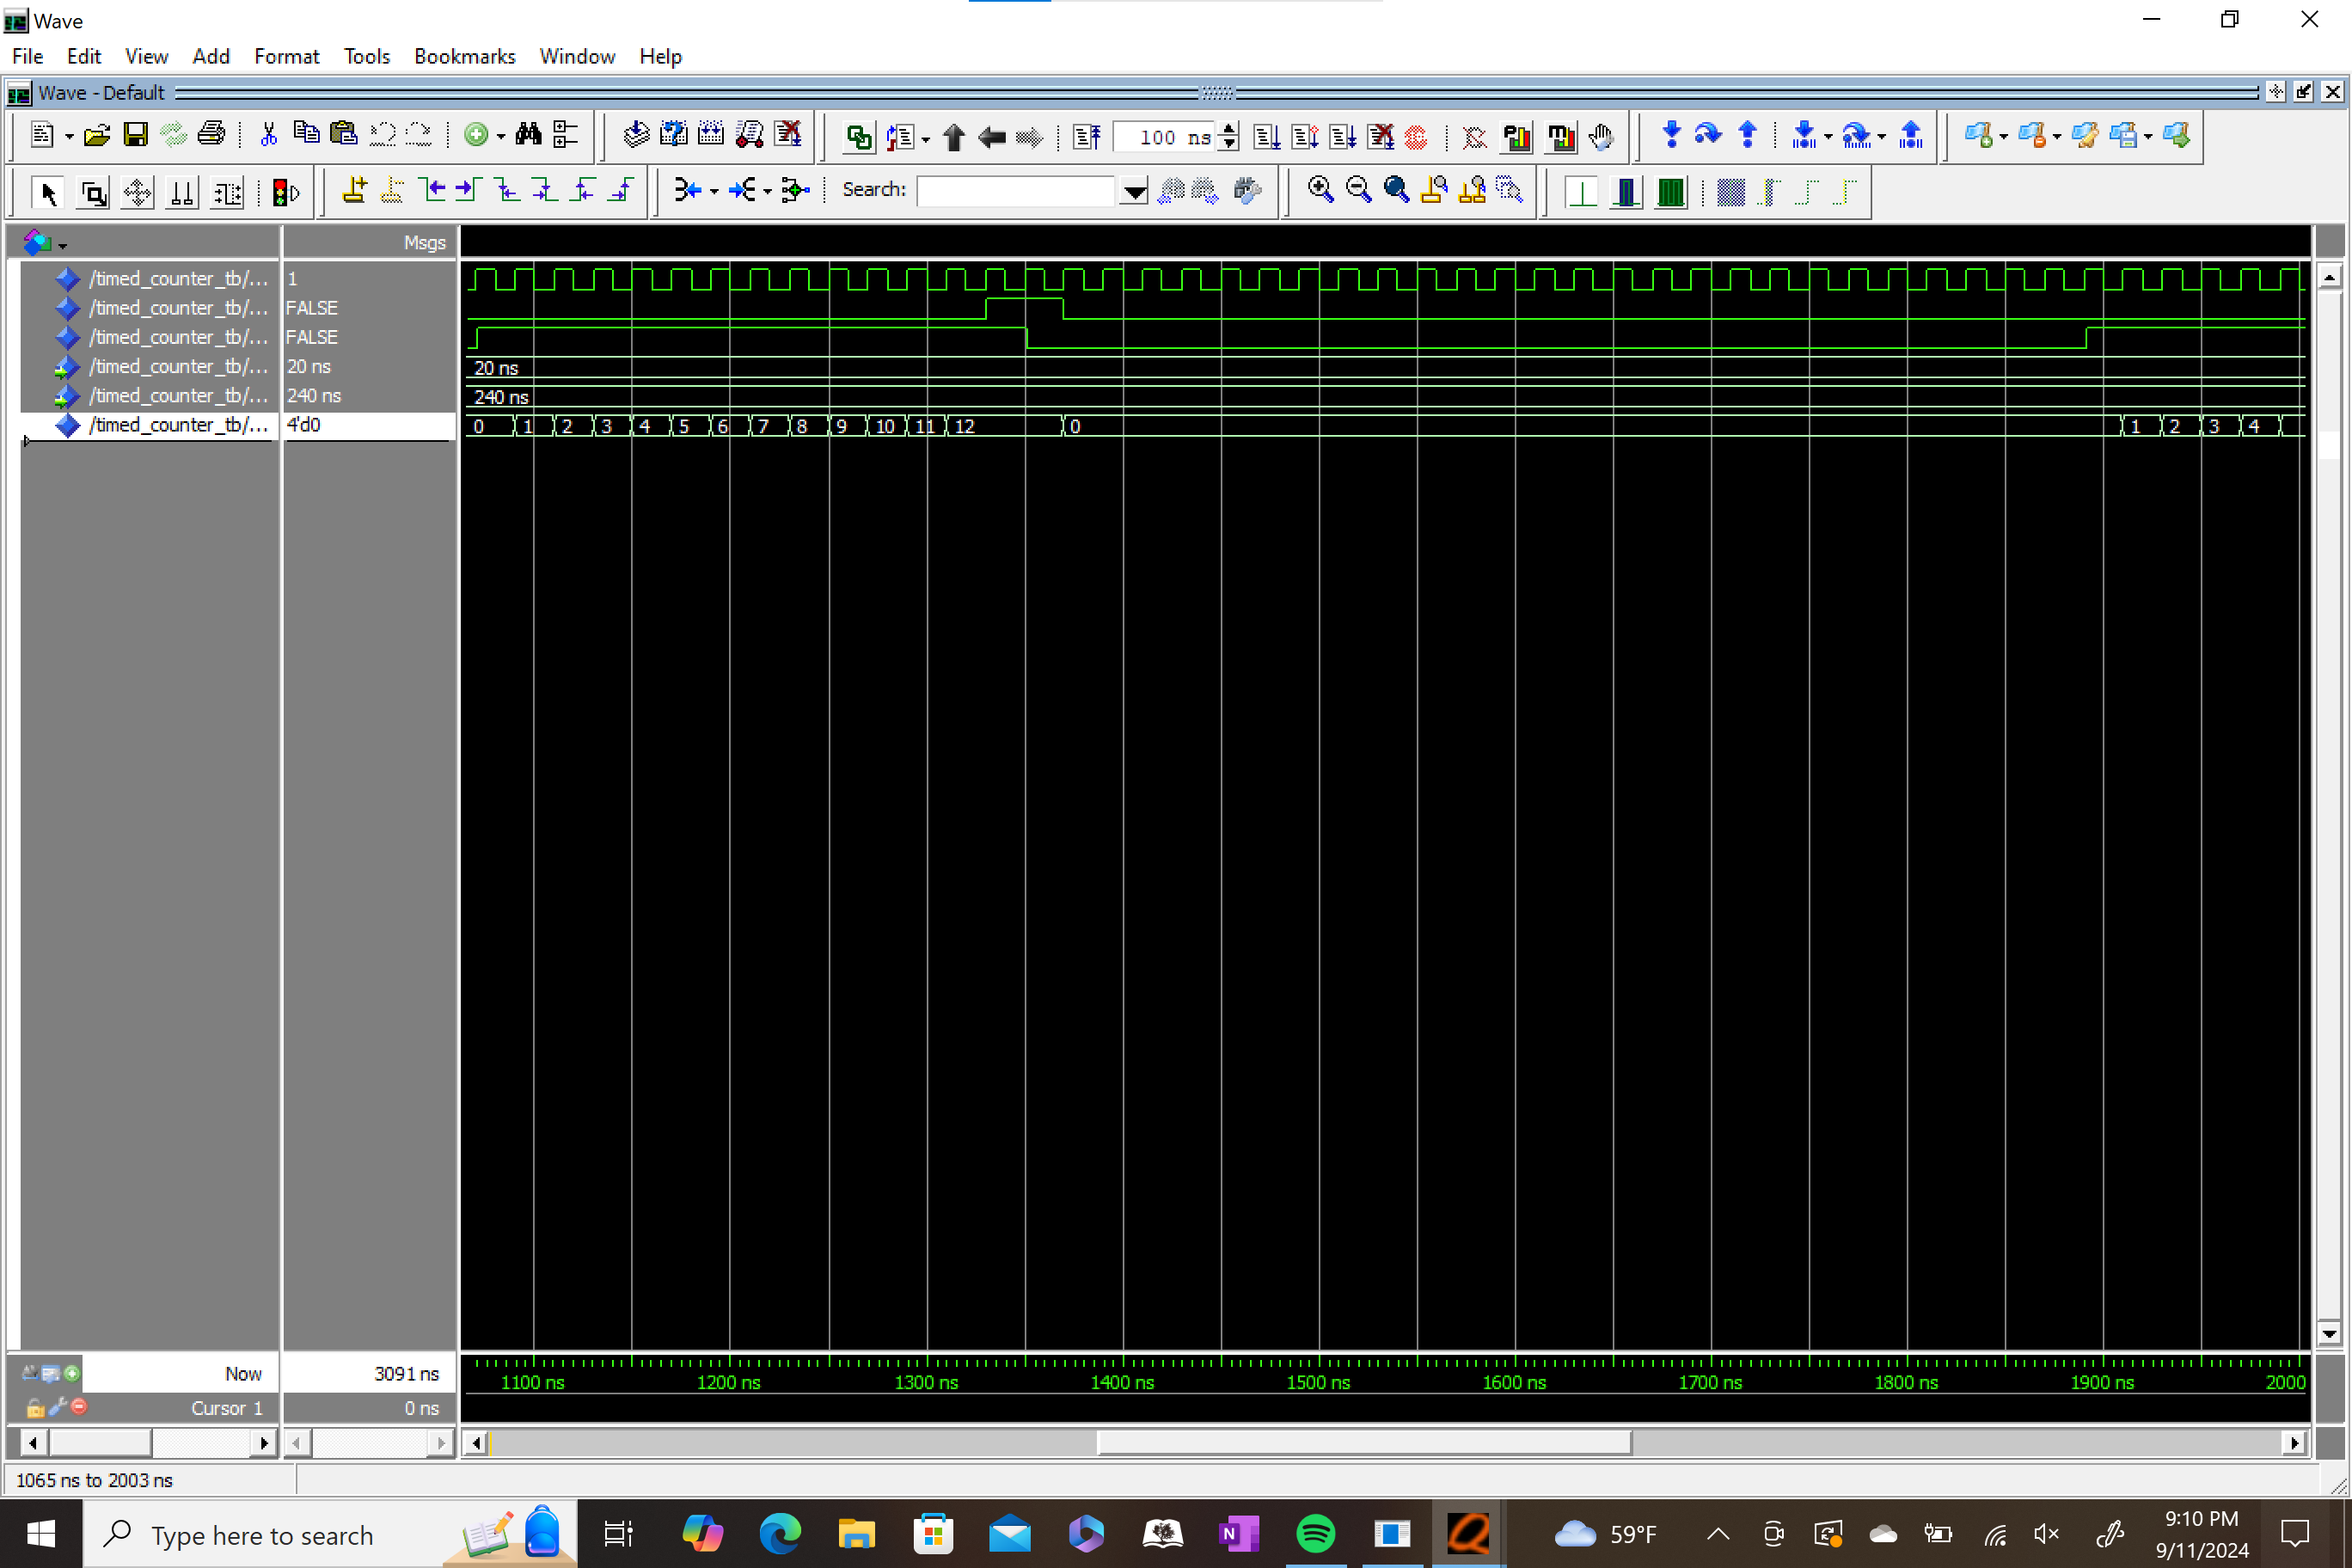 Wave
File Edit View Add Format Tools Bookmarks Window Help
Wave - Default
100 ns
Search:
Msgs
/timed_counter_tb/... 1
/timed_counter_tb/... FALSE
/timed_counter_tb/... FALSE
/timed_counter_tb/... 20 ns 20 ns
/timed_counter_tb/... 240 ns 240 ns
/timed_counter_tb/... 4'd0 0 1 2 3 4 5 6 7 8 9 10 11 12 0 1 2 3 4
Now 3091 ns 1100 ns 1200 ns 1300 ns 1400 ns 1500 ns 1600 ns 1700 ns 1800 ns 1900 ns 2000
Cursor 1 0 ns
1065 ns to 2003 ns
Type here to search
59°F
9:10 PM
9/11/2024